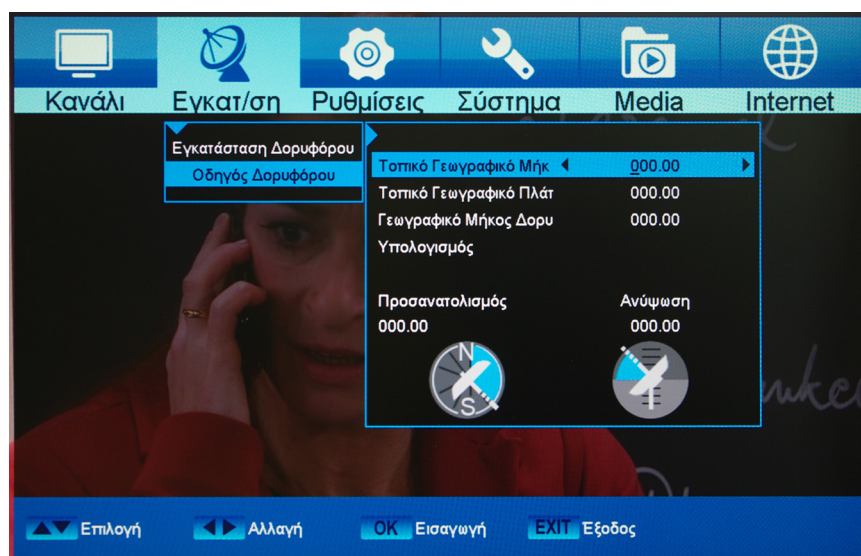 Κανάλι Εγκατ/ση Ρυθμίσεις Σύστημα Media Internet
Εγκατάσταση Δορυφόρου
Οδηγός Δορυφόρου
Τοπικό Γεωγραφικό Μήκ 000.00
Τοπικό Γεωγραφικό Πλάτ 000.00
Γεωγραφικό Μήκος Δορυ 000.00
Υπολογισμός
Προσανατολισμός Ανύψωση
000.00 000.00
N
S
Επιλογή Αλλαγή OK Εισαγωγή EXIT Έξοδος